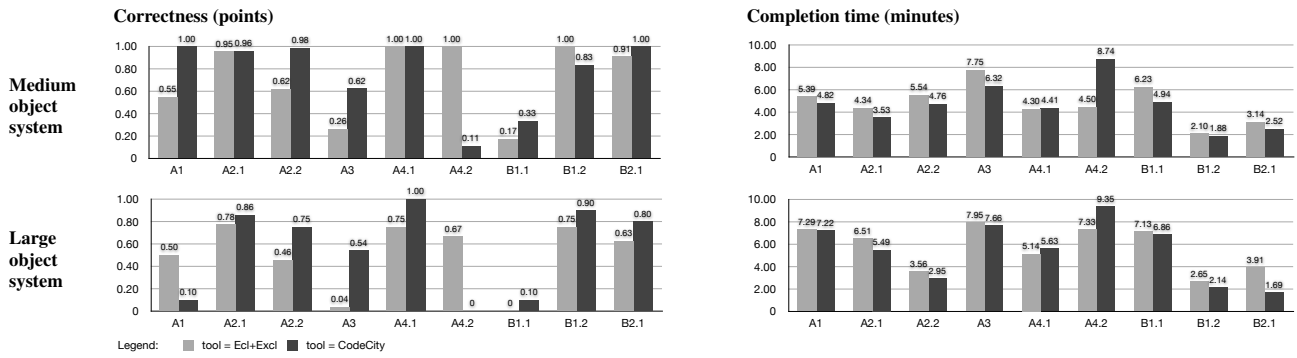 Correctness (points)
Completion time (minutes)
Medium
object
system
1.00
0.80
0.60
0.40
0.20
0
0.55 1.00 0.95 0.96 0.62 0.98 0.26 0.62 1.00 1.00 1.00 0.11 0.17 0.33 1.00 0.83 0.91 1.00
A1 A2.1 A2.2 A3 A4.1 A4.2 B1.1 B1.2 B2.1
10.00
8.00
6.00
4.00
2.00
0
5.39 4.82 4.34 3.53 5.54 4.76 7.75 6.32 4.30 4.41 4.50 8.74 6.23 4.94 2.10 1.88 3.14 2.52
A1 A2.1 A2.2 A3 A4.1 A4.2 B1.1 B1.2 B2.1
Large
object
system
1.00
0.80
0.60
0.40
0.20
0
0.50 0.10 0.78 0.86 0.46 0.75 0.04 0.54 0.75 1.00 0.67 0 0 0.10 0.75 0.90 0.63 0.80
A1 A2.1 A2.2 A3 A4.1 A4.2 B1.1 B1.2 B2.1
10.00
8.00
6.00
4.00
2.00
0
7.29 7.22 6.51 5.49 3.56 2.95 7.95 7.66 5.14 5.63 7.33 9.35 7.13 6.86 2.65 2.14 3.91 1.69
A1 A2.1 A2.2 A3 A4.1 A4.2 B1.1 B1.2 B2.1
Legend: tool = Ecl+Excl tool = CodeCity